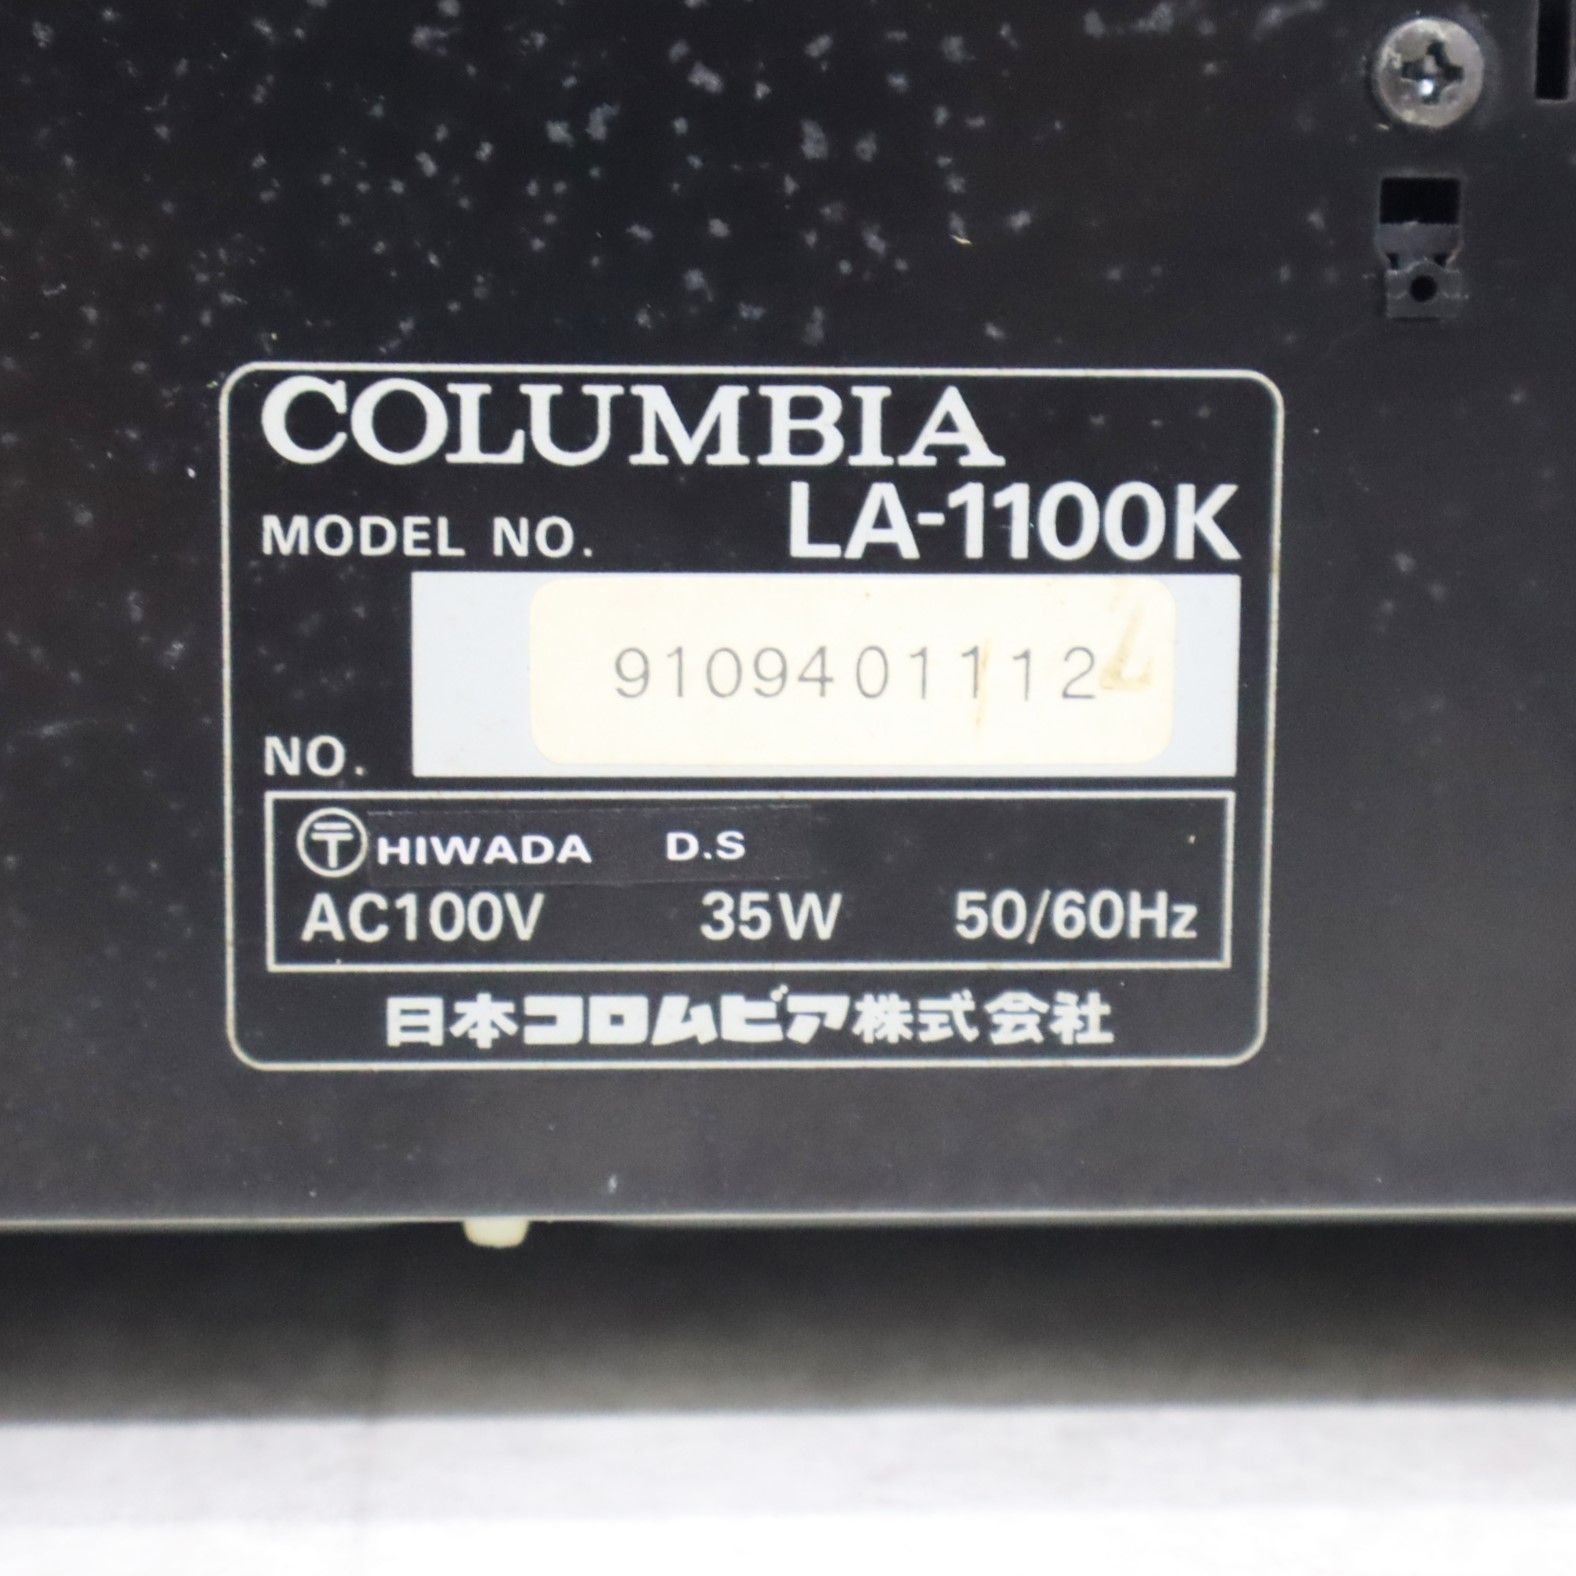 COLUMBIA
MODEL NO. LA-1100K
NO. 9109401112
〒 HIWADA D.S
AC100V 35W 50/60Hz
日本コロムビア株式会社